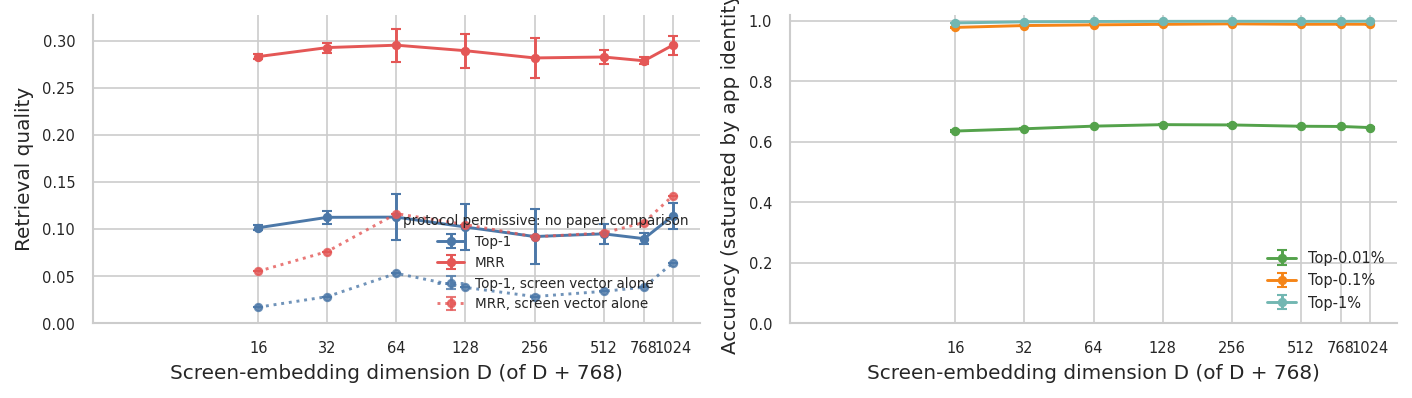 Retrieval quality
0.30
0.25
0.20
0.15
0.10
0.05
0.00
protocol permissive: no paper comparison
Top-1
MRR
Top-1, screen vector alone
MRR, screen vector alone
16 32 64 128 256 512 768 1024
Screen-embedding dimension D (of D + 768)
Accuracy (saturated by app identity
1.0
0.8
0.6
0.4
0.2
0.0
Top-0.01%
Top-0.1%
Top-1%
16 32 64 128 256 512 768 1024
Screen-embedding dimension D (of D + 768)